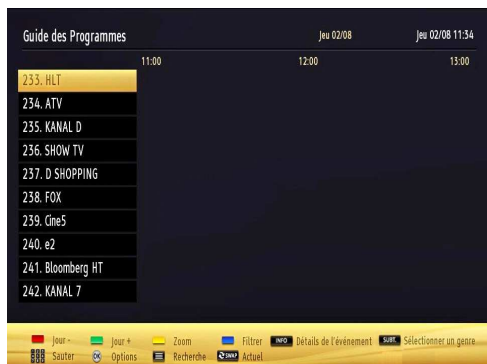 Guide des Programmes Jeu 02/08 Jeu 02/08 11:34
11:00 12:00 13:00
233. HLT
234. ATV
235. KANAL D
236. SHOW TV
237. D SHOPPING
238. FOX
239. Cine5
240. e2
241. Bloomberg HT
242. KANAL 7
Jour - Jour + Zoom Filtrer INFO Détails de l'événement SUBT. Sélectionner un genre
Sauter OK Options Recherche SWAP Actuel